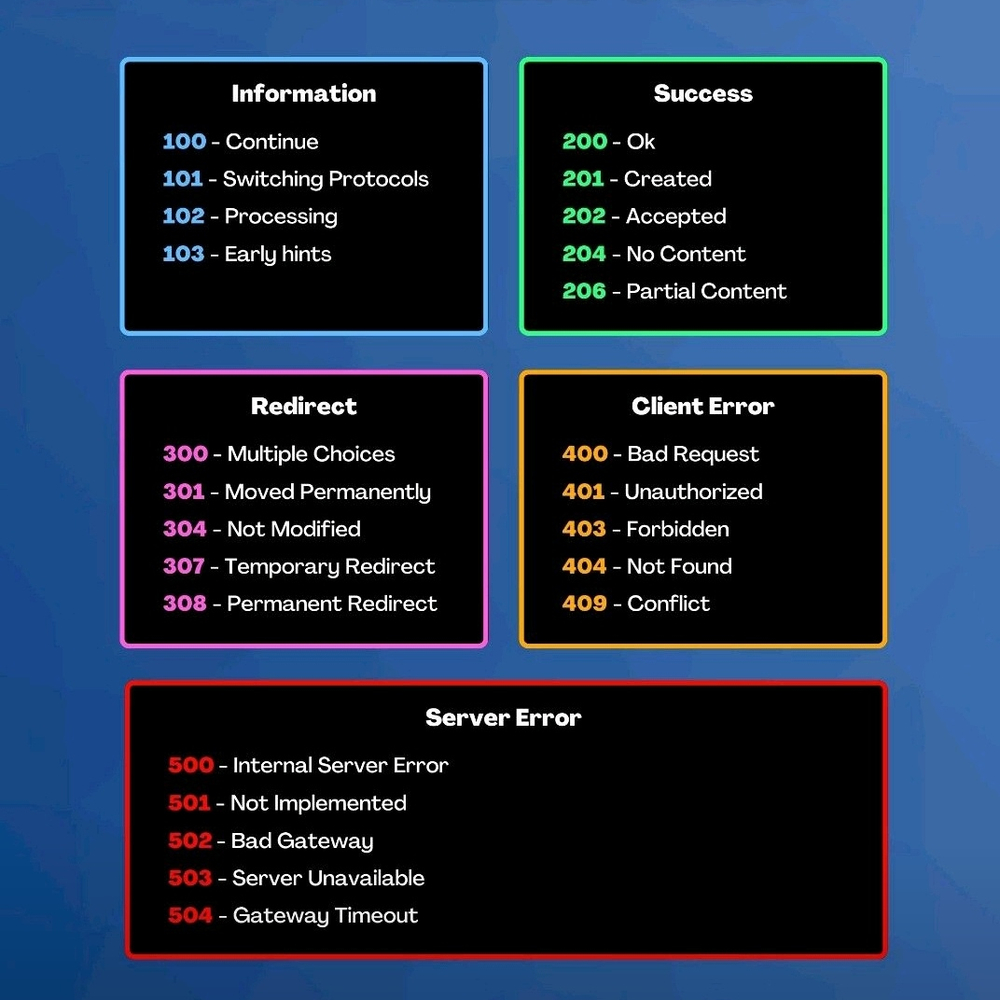 Information
100 - Continue
101 - Switching Protocols
102 - Processing
103 - Early hints
Success
200 - Ok
201 - Created
202 - Accepted
204 - No Content
206 - Partial Content
Redirect
300 - Multiple Choices
301 - Moved Permanently
304 - Not Modified
307 - Temporary Redirect
308 - Permanent Redirect
Client Error
400 - Bad Request
401 - Unauthorized
403 - Forbidden
404 - Not Found
409 - Conflict
Server Error
500 - Internal Server Error
501 - Not Implemented
502 - Bad Gateway
503 - Server Unavailable
504 - Gateway Timeout